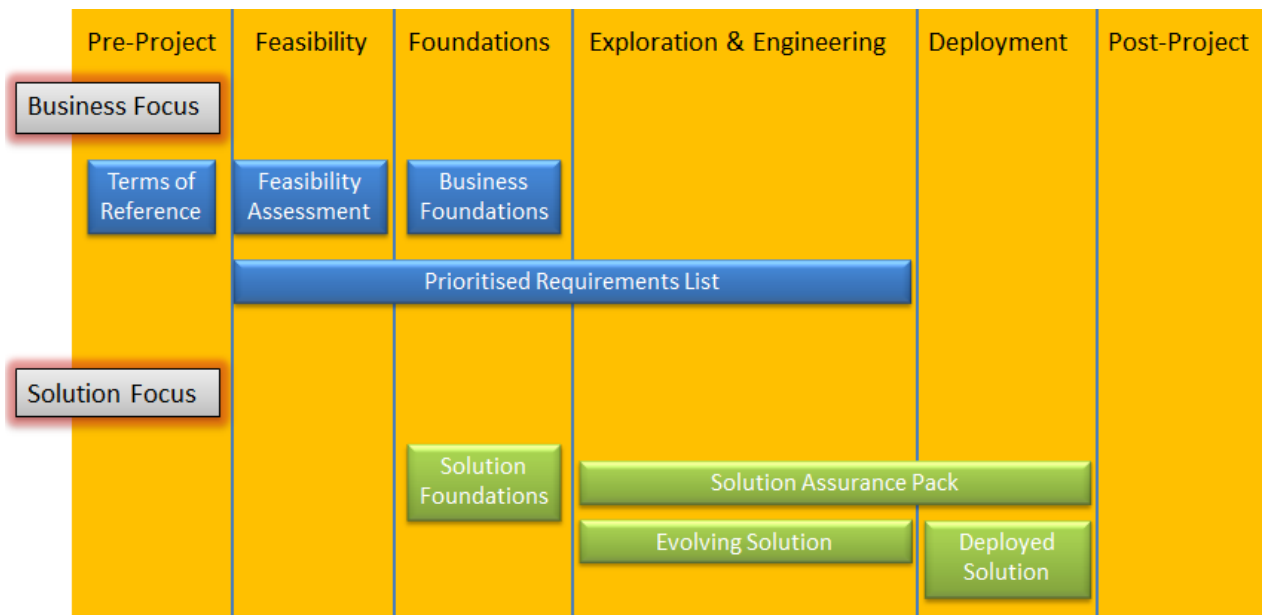 Pre-Project
Feasibility
Foundations
Exploration & Engineering
Deployment
Post-Project
Business Focus
Terms of
Reference
Feasibility
Assessment
Business
Foundations
Prioritised Requirements List
Solution Focus
Solution
Foundations
Solution Assurance Pack
Evolving Solution
Deployed
Solution